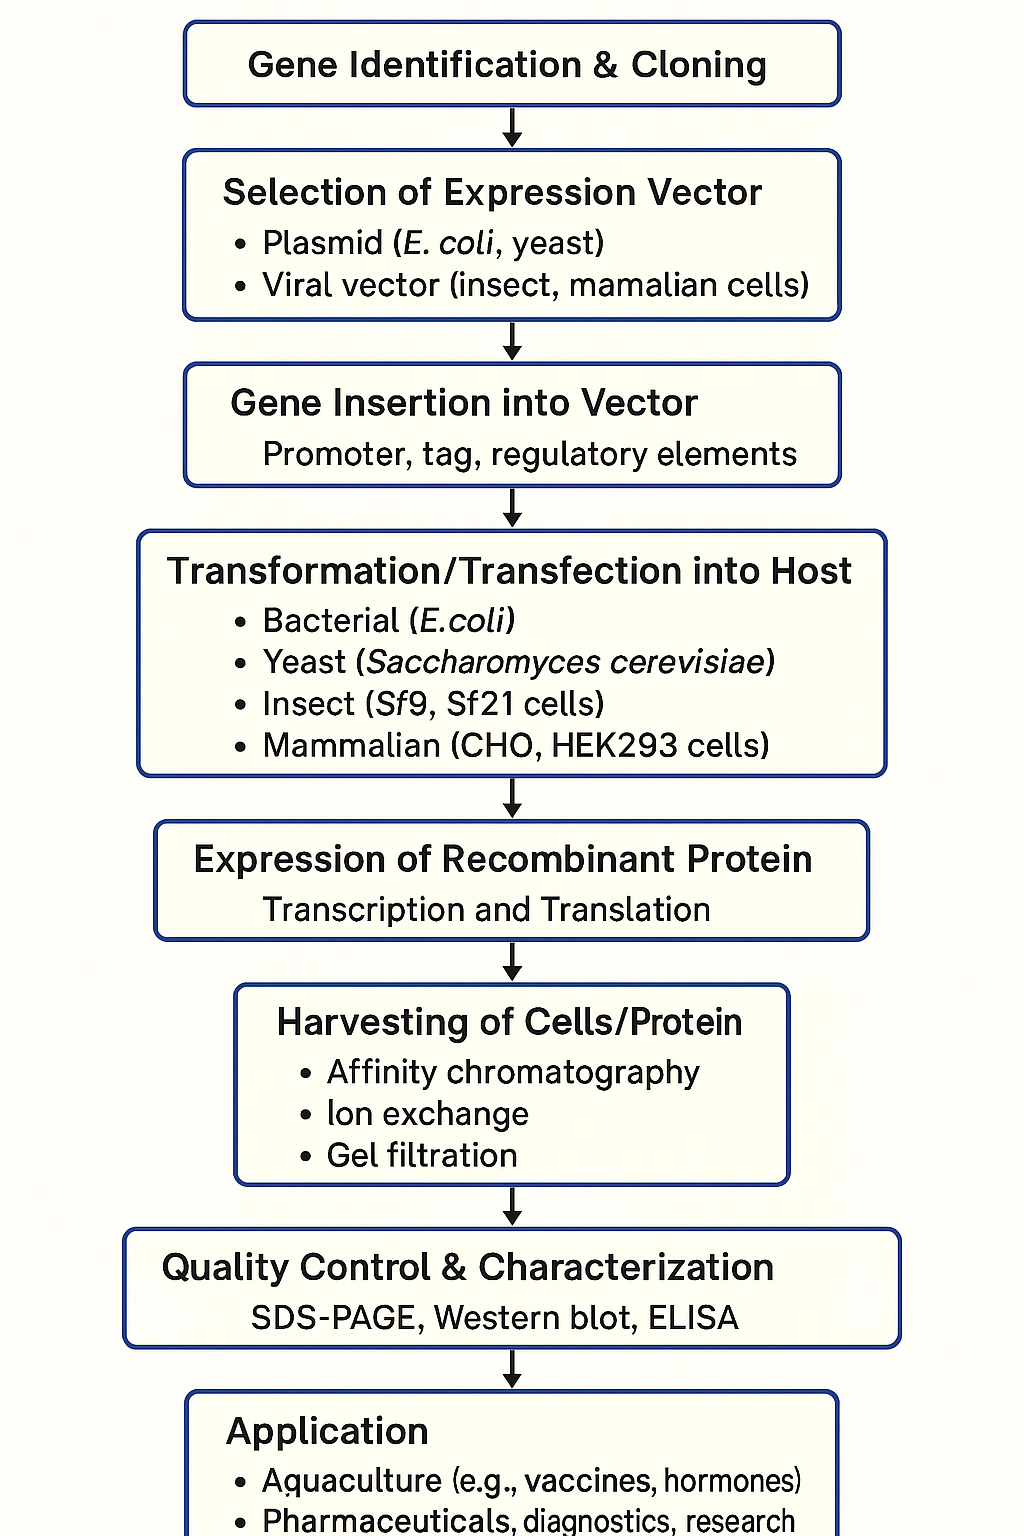 Gene Identification & Cloning
Selection of Expression Vector
• Plasmid (E. coli, yeast)
• Viral vector (insect, mamalian cells)
Gene Insertion into Vector
Promoter, tag, regulatory elements
Transformation/Transfection into Host
• Bacterial (E.coli)
• Yeast (Saccharomyces cerevisiae)
• Insect (Sf9, Sf21 cells)
• Mammalian (CHO, HEK293 cells)
Expression of Recombinant Protein
Transcription and Translation
Harvesting of Cells/Protein
• Affinity chromatography
• Ion exchange
• Gel filtration
Quality Control & Characterization
SDS-PAGE, Western blot, ELISA
Application
• Aquaculture (e.g., vaccines, hormones)
• Pharmaceuticals, diagnostics, research